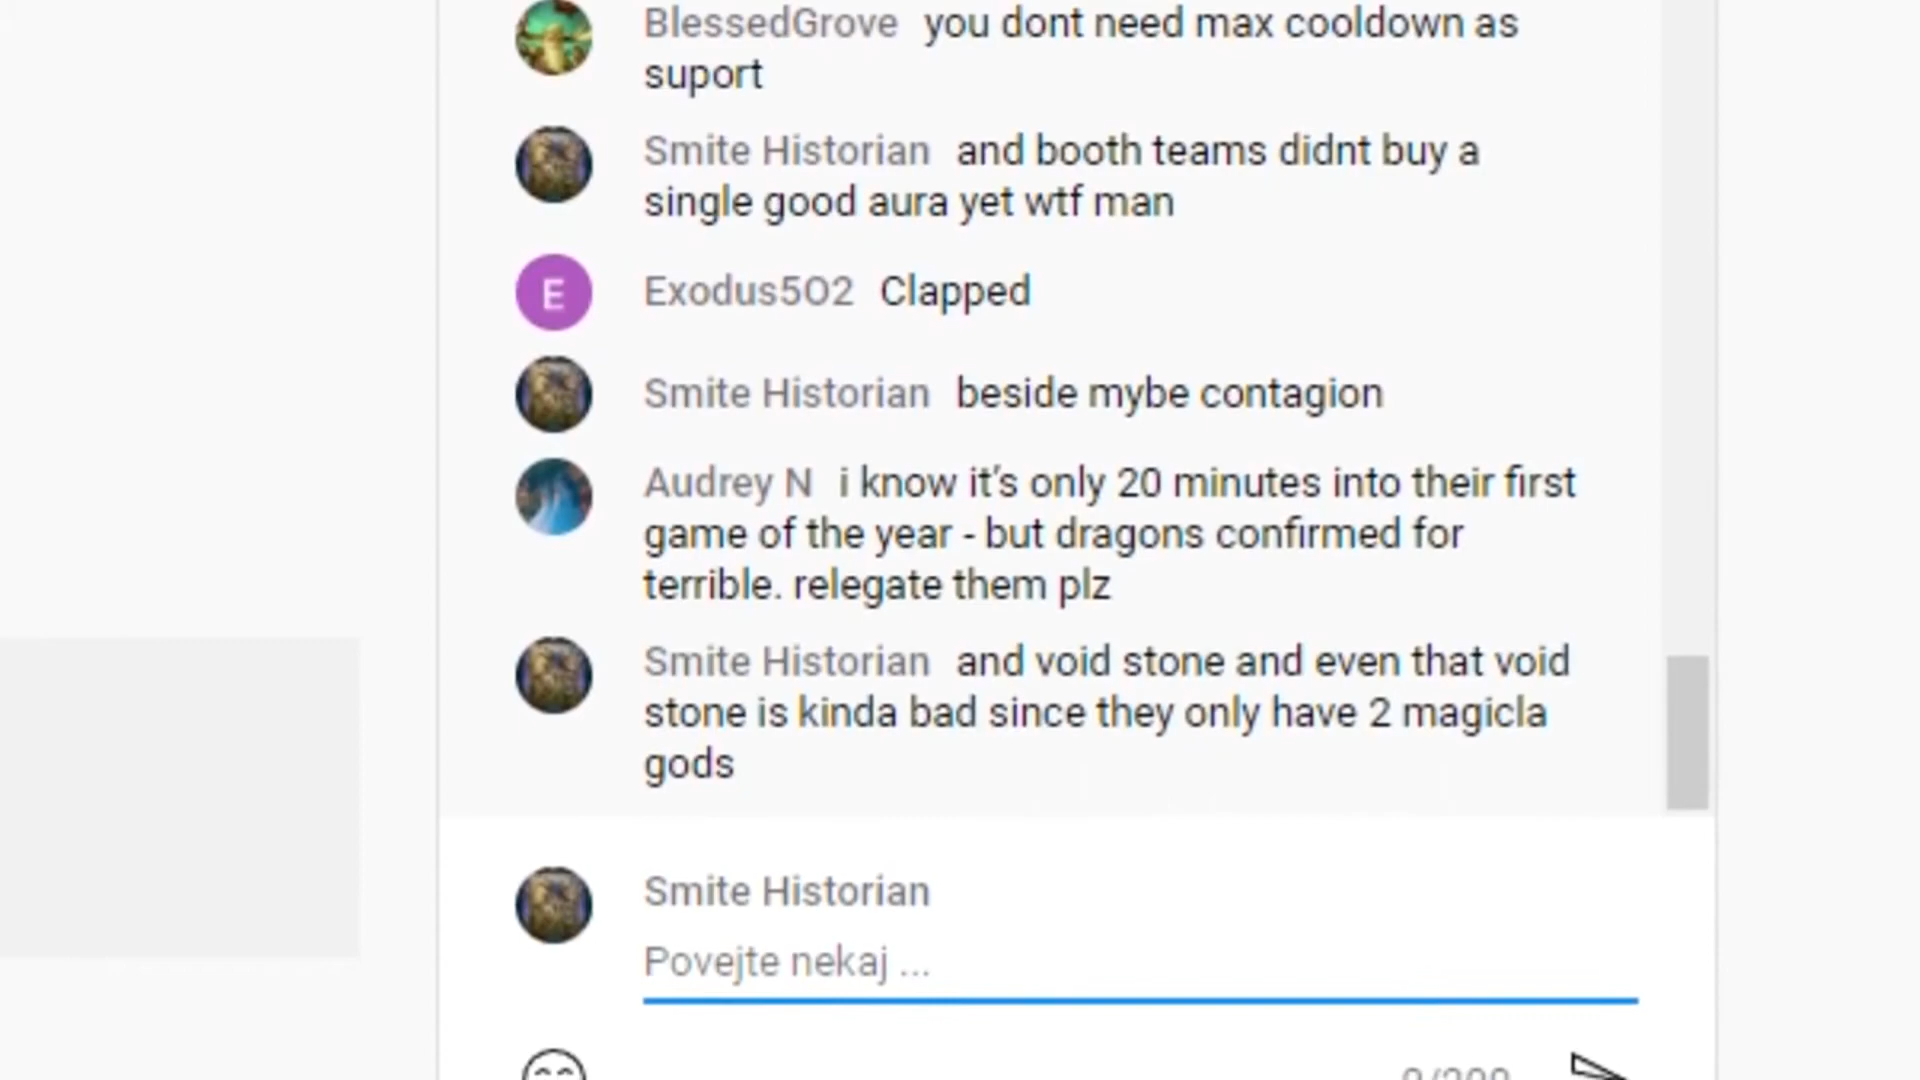 BlessedGrove you dont need max cooldown as
suport
Smite Historian and booth teams didnt buy a
single good aura yet wtf man
E
Exodus502 Clapped
Smite Historian beside mybe contagion
Audrey N i know it's only 20 minutes into their first
game of the year - but dragons confirmed for
terrible. relegate them plz
Smite Historian and void stone and even that void
stone is kinda bad since they only have 2 magicla
gods
Smite Historian
Povejte nekaj ...